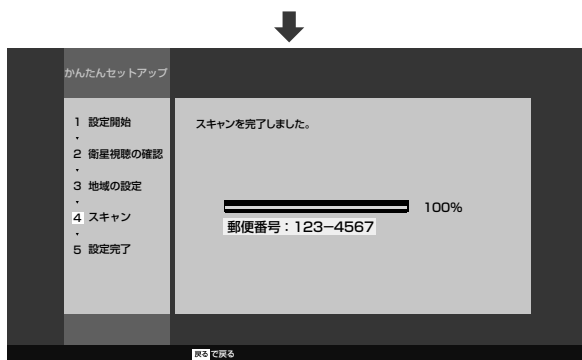 かんたんセットアップ
1 設定開始
・
2 衛星視聴の確認
・
3 地域の設定
・
4 スキャン
・
5 設定完了
スキャンを完了しました。
100%
郵便番号：123−4567
戻る で戻る